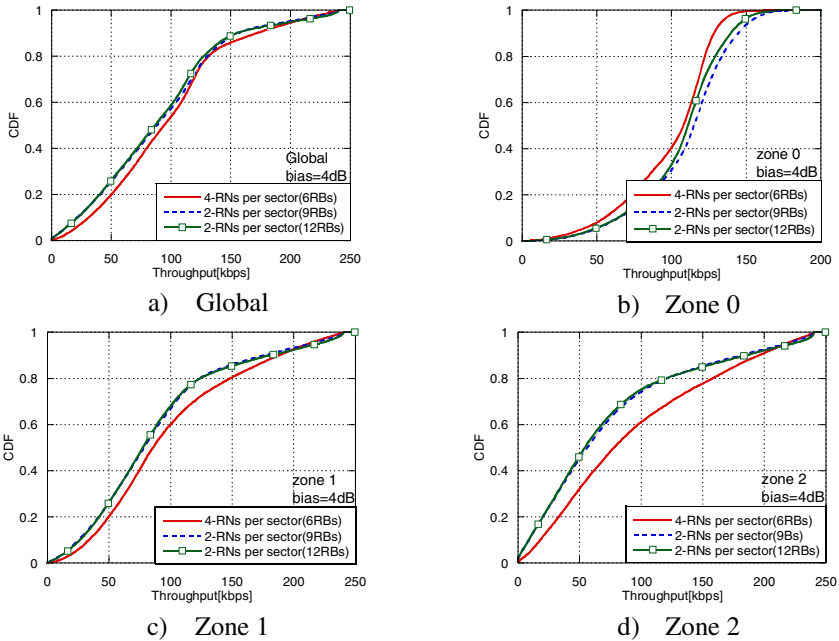 1
0.8
0.6
0.4
0.2
0
CDF
0 50 100 150 200 250
Throughput[kbps]
Global
bias=4dB
4-RNs per sector(6RBs)
2-RNs per sector(9RBs)
2-RNs per sector(12RBs)
a) Global
1
0.8
0.6
0.4
0.2
0
CDF
0 50 100 150 200
Throughput[kbps]
zone 0
bias=4dB
4-RNs per sector(6RBs)
2-RNs per sector(9RBs)
2-RNs per sector(12RBs)
b) Zone 0
1
0.8
0.6
0.4
0.2
0
CDF
0 50 100 150 200 250
Throughput[kbps]
zone 1
bias=4dB
4-RNs per sector(6RBs)
2-RNs per sector(9RBs)
2-RNs per sector(12RBs)
c) Zone 1
1
0.8
0.6
0.4
0.2
0
CDF
0 50 100 150 200 250
Throughput[kbps]
zone 2
bias=4dB
4-RNs per sector(6RBs)
2-RNs per sector(9Bs)
2-RNs per sector(12RBs)
d) Zone 2